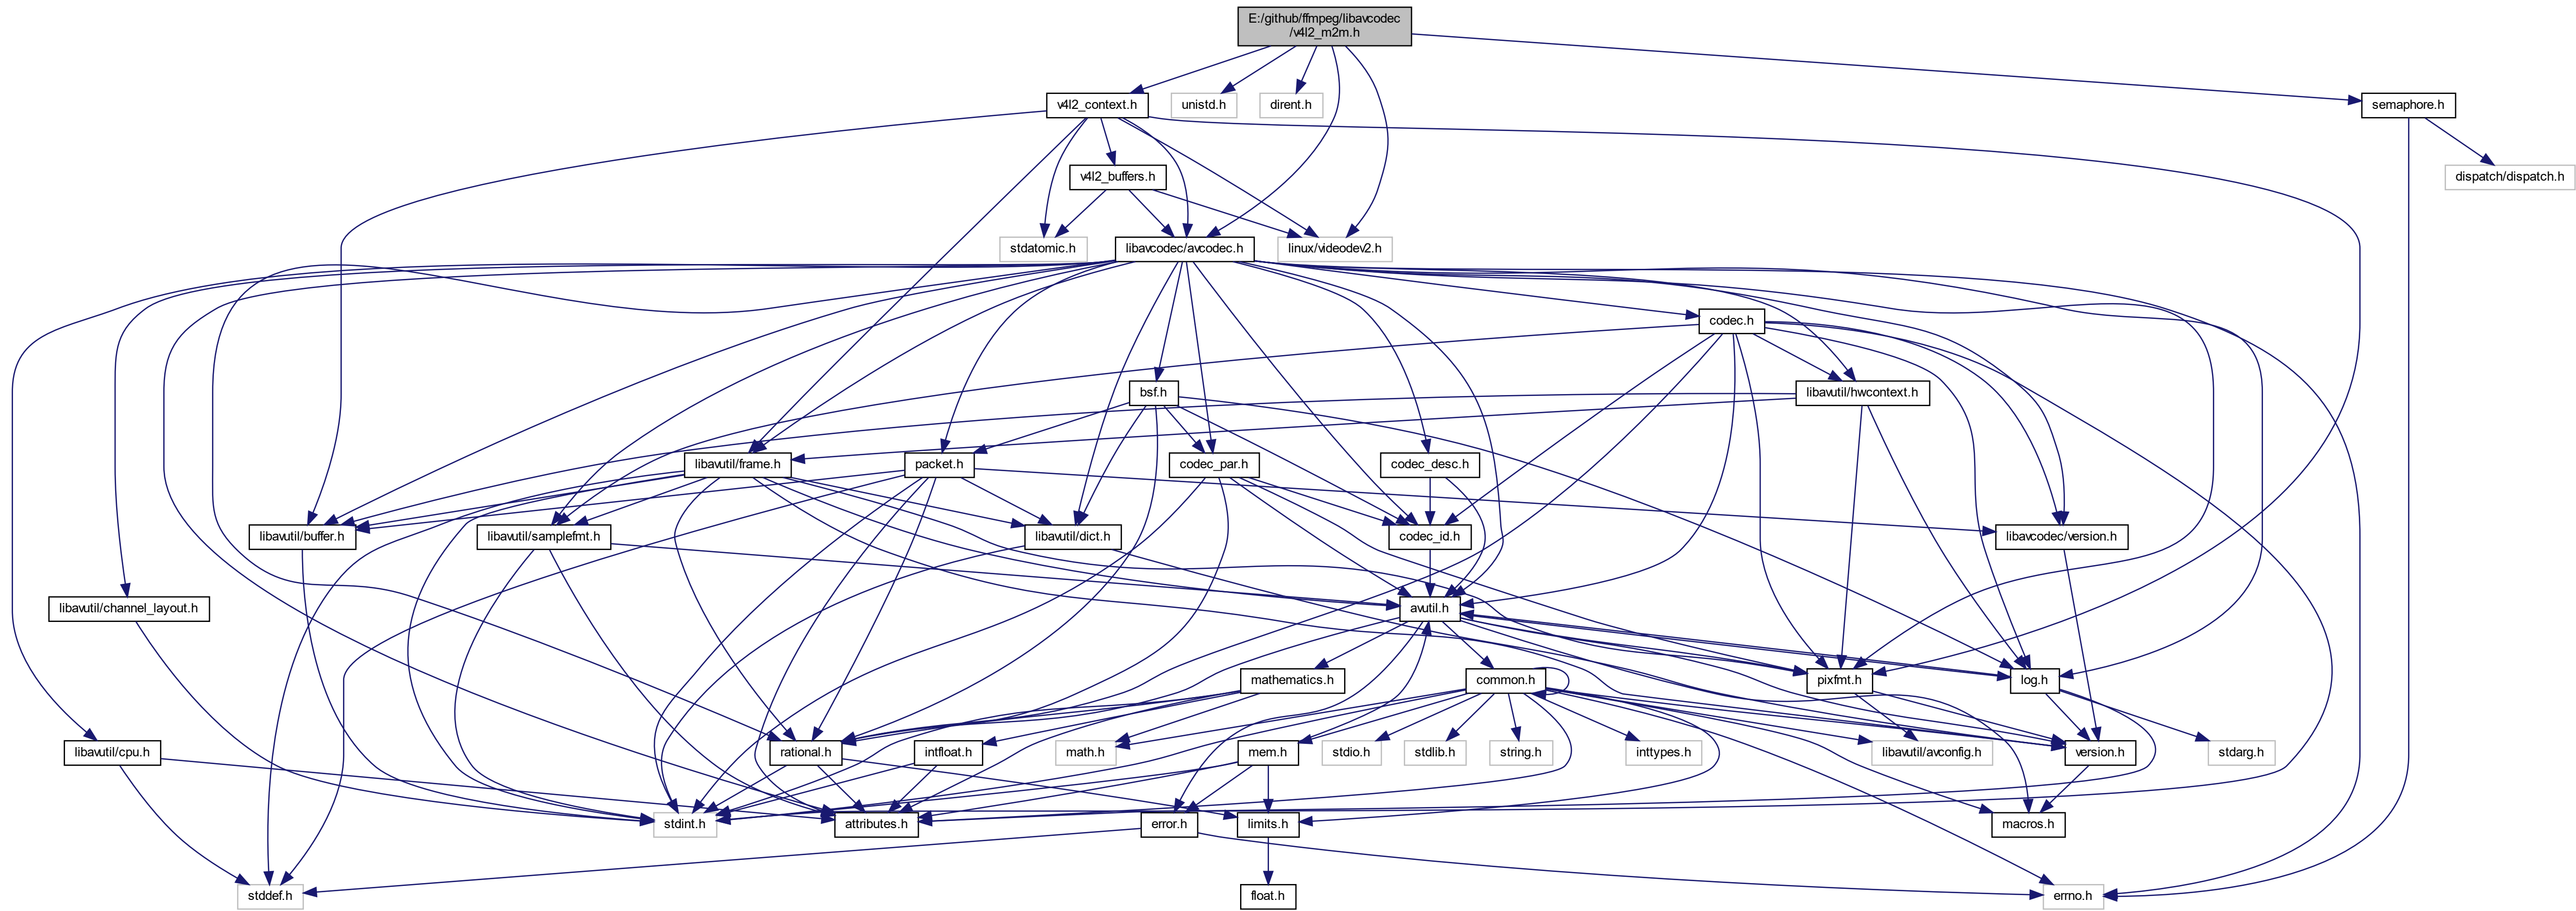 E:/github/ffmpeg/libavcodec
/v4l2_m2m.h
v4l2_context.h
unistd.h
dirent.h
semaphore.h
v4l2_buffers.h
dispatch/dispatch.h
stdatomic.h
libavcodec/avcodec.h
linux/videodev2.h
codec.h
bsf.h
libavutil/hwcontext.h
libavutil/frame.h
packet.h
codec_par.h
codec_desc.h
libavutil/buffer.h
libavutil/samplefmt.h
libavutil/dict.h
codec_id.h
libavcodec/version.h
libavutil/channel_layout.h
avutil.h
mathematics.h
common.h
pixfmt.h
log.h
libavutil/cpu.h
rational.h
intfloat.h
math.h
mem.h
stdio.h
stdlib.h
string.h
inttypes.h
libavutil/avconfig.h
version.h
stdarg.h
stdint.h
attributes.h
error.h
limits.h
macros.h
stddef.h
float.h
errno.h